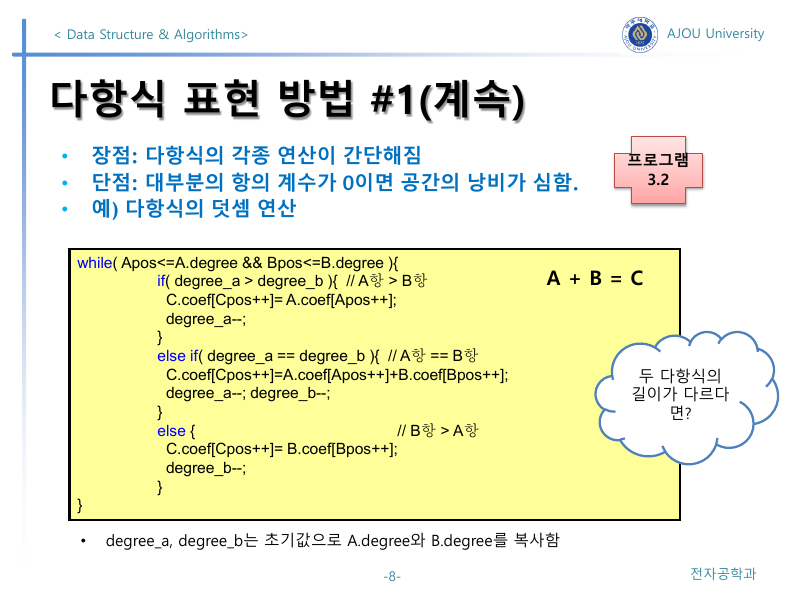 < Data Structure & Algorithms>
AJOU University
다항식 표현 방법 #1(계속)
• 장점: 다항식의 각종 연산이 간단해짐
• 단점: 대부분의 항의 계수가 0이면 공간의 낭비가 심함.
• 예) 다항식의 덧셈 연산
프로그램
3.2
while( Apos<=A.degree && Bpos<=B.degree ){
if( degree_a > degree_b ){ // A항 > B항
C.coef[Cpos++]= A.coef[Apos++];
degree_a--;
}
else if( degree_a == degree_b ){ // A항 == B항
C.coef[Cpos++]=A.coef[Apos++]+B.coef[Bpos++];
degree_a--; degree_b--;
}
else { // B항 > A항
C.coef[Cpos++]= B.coef[Bpos++];
degree_b--;
}
}
A + B = C
두 다항식의
길이가 다르다
면?
• degree_a, degree_b는 초기값으로 A.degree와 B.degree를 복사함
-8-
전자공학과